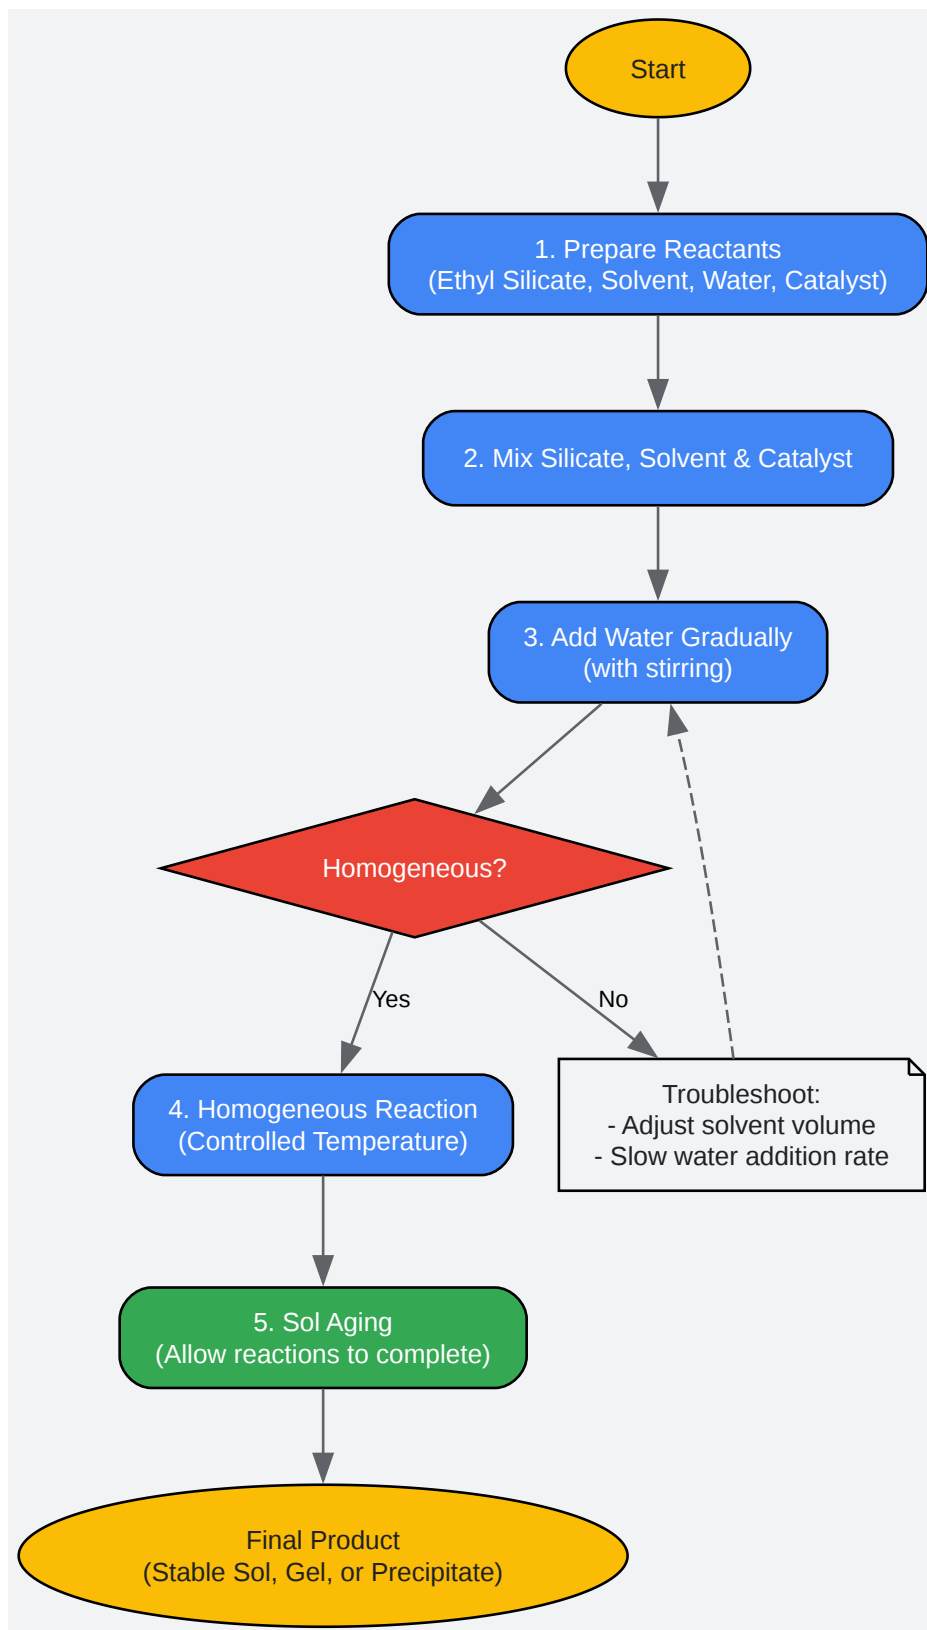 Start
1. Prepare Reactants
(Ethyl Silicate, Solvent, Water, Catalyst)
2. Mix Silicate, Solvent & Catalyst
3. Add Water Gradually
(with stirring)
Homogeneous?
Yes
No
4. Homogeneous Reaction
(Controlled Temperature)
Troubleshoot:
- Adjust solvent volume
- Slow water addition rate
5. Sol Aging
(Allow reactions to complete)
Final Product
(Stable Sol, Gel, or Precipitate)